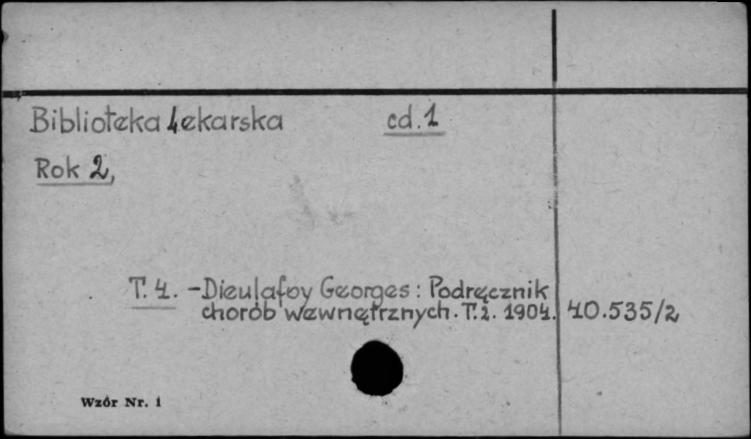 Biblioteka Lekarska cd.1
Rok 2,
T. 4. - Dieulafoy Georges: Podręcznik
chorób wewnętrznych. T.2. 1904. 40.535/2
Wzór Nr. 1